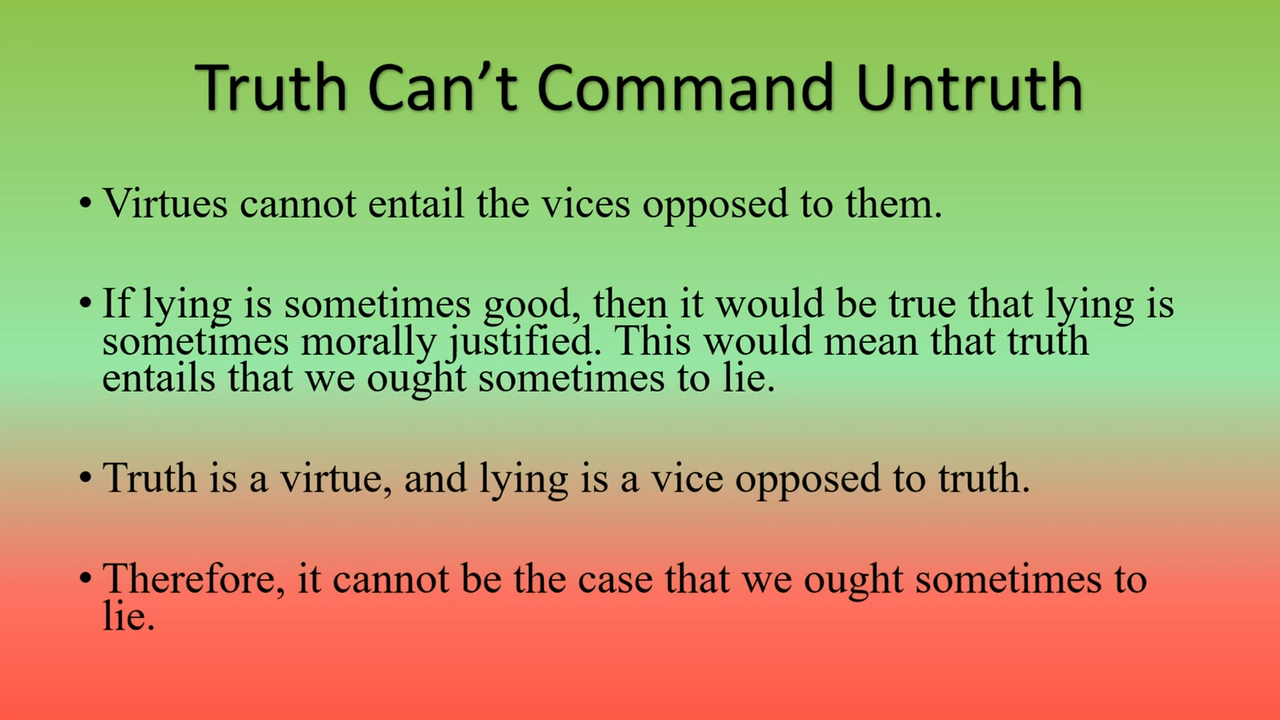 Truth Can’t Command Untruth
• Virtues cannot entail the vices opposed to them.
• If lying is sometimes good, then it would be true that lying is
sometimes morally justified. This would mean that truth
entails that we ought sometimes to lie.
• Truth is a virtue, and lying is a vice opposed to truth.
• Therefore, it cannot be the case that we ought sometimes to
lie.